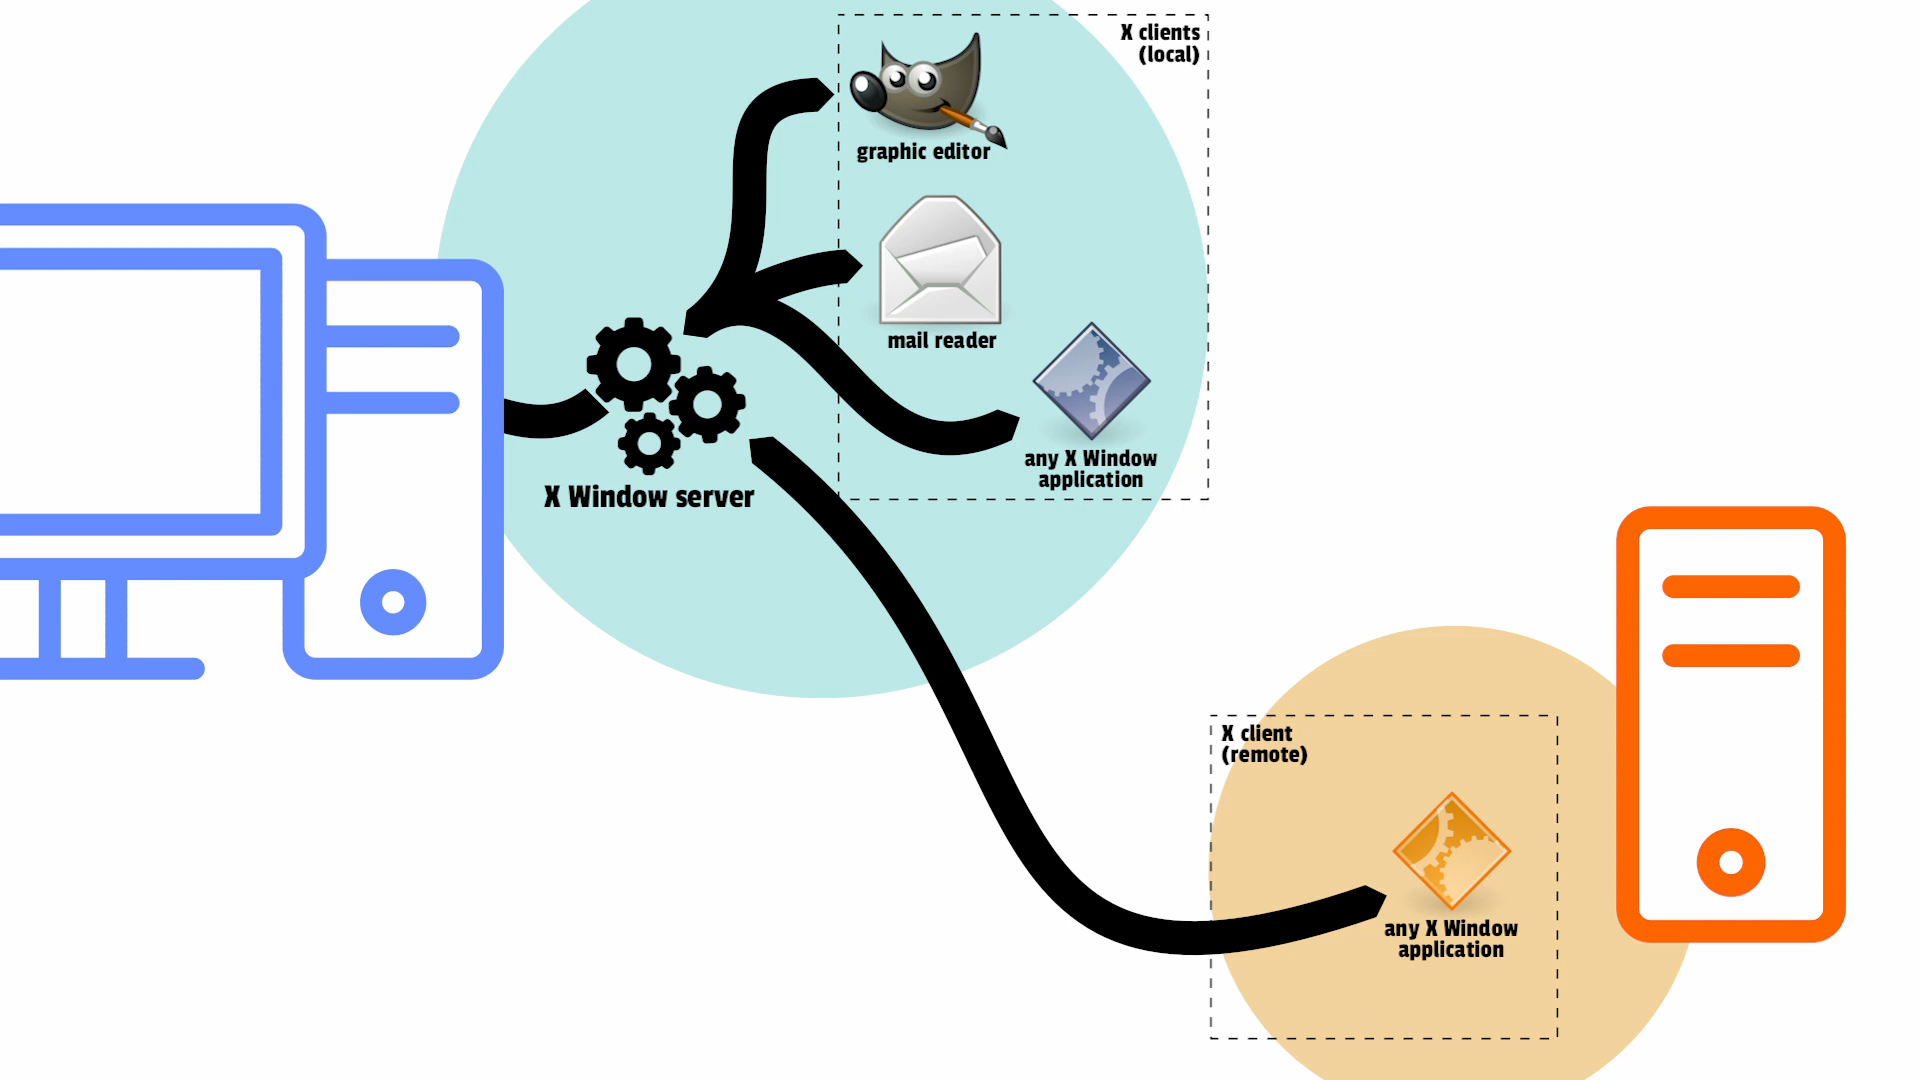 X clients
(local)
graphic editor
mail reader
any X Window
application
X Window server
X client
(remote)
any X Window
application